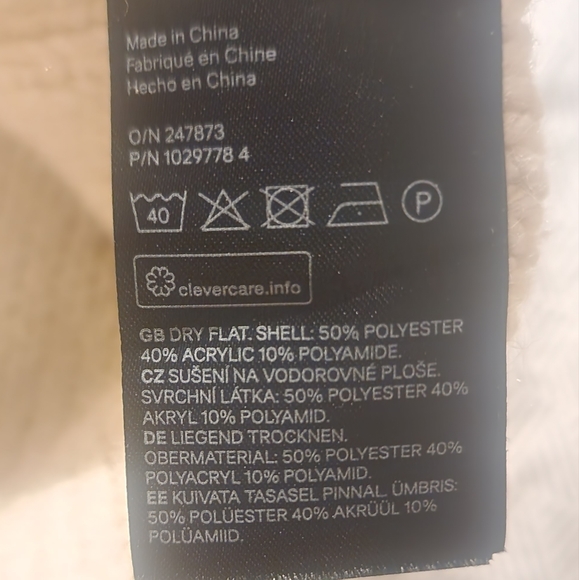 Made in China
Fabriqué en Chine
Hecho en China
O/N 247873
P/N 1029778 4
40
P
clevercare.info
GB DRY FLAT. SHELL: 50% POLYESTER
40% ACRYLIC 10% POLYAMIDE.
CZ SUŠENÍ NA VODOROVNÉ PLOŠE.
SVRCHNÍ LÁTKA: 50% POLYESTER 40%
AKRYL 10% POLYAMID.
DE LIEGEND TROCKNEN.
OBERMATERIAL: 50% POLYESTER 40%
POLYACRYL 10% POLYAMID.
EE KUIVATA TASASEL PINNAL. ÜMBRIS:
50% POLÜESTER 40% AKRÜÜL 10%
POLÜAMIID.